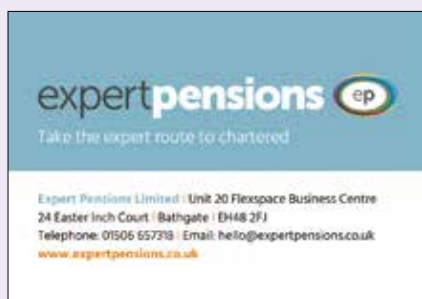 expertpensions ep
Take the expert route to chartered
Expert Pensions Limited | Unit 20 Flexspace Business Centre
24 Easter Inch Court | Bathgate | EH48 2FJ
Telephone: 01506 657318 | Email: hello@expertpensions.co.uk
www.expertpensions.co.uk